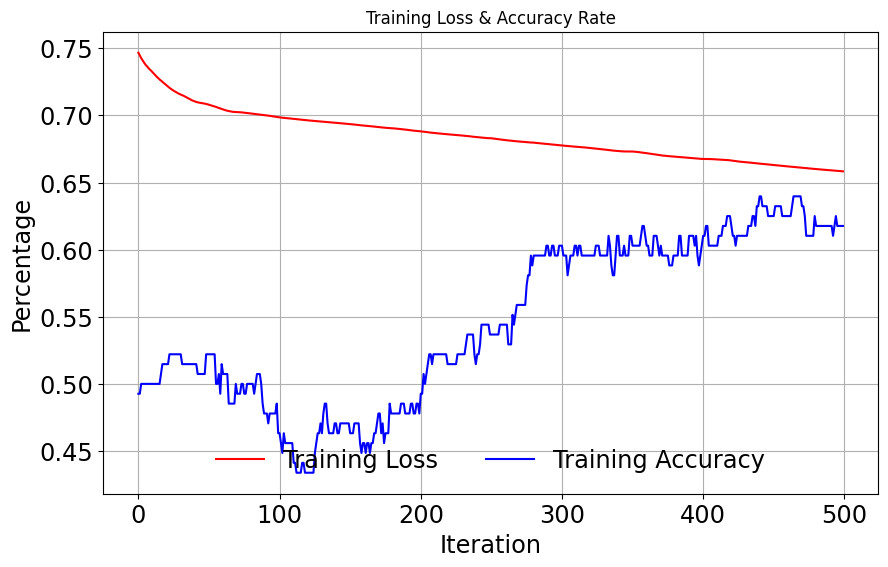 Training Loss & Accuracy Rate
Percentage
0.75
0.70
0.65
0.60
0.55
0.50
0.45
Training Loss
Training Accuracy
0
100
200
300
400
500
Iteration